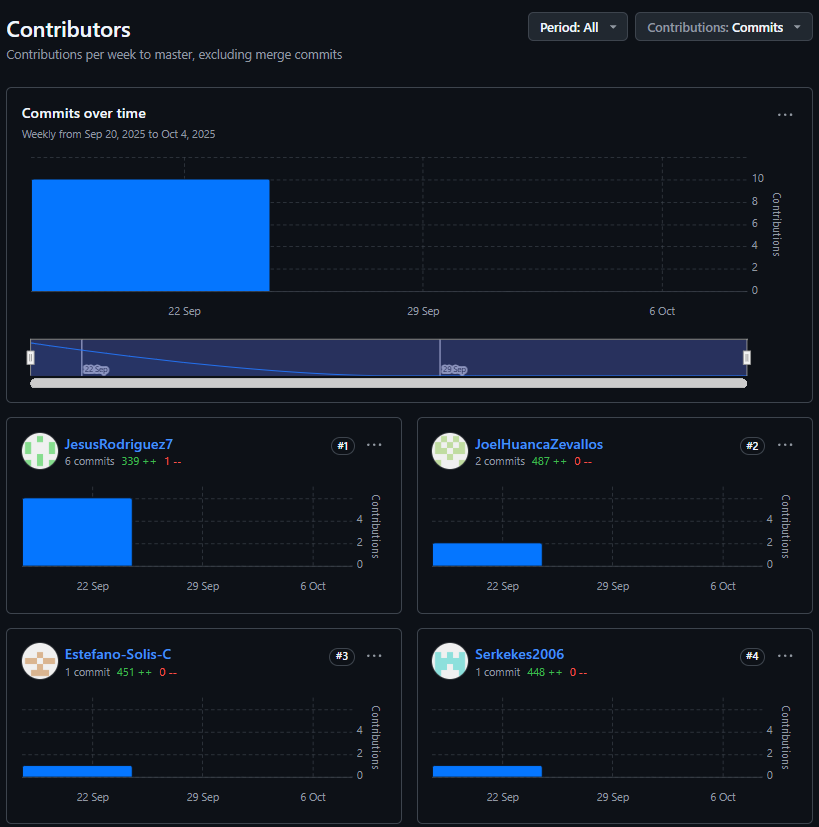 Contributors
Period: All
Contributions: Commits
Contributions per week to master, excluding merge commits
Commits over time
Weekly from Sep 20, 2025 to Oct 4, 2025
10
8
6
4
2
0
Contributions
22 Sep
29 Sep
6 Oct
22 Sep
29 Sep
JesusRodriguez7
#1
6 commits 339 ++ 1 --
4
2
0
Contributions
22 Sep
29 Sep
6 Oct
JoelHuancaZevallos
#2
2 commits 487 ++ 0 --
4
2
0
Contributions
22 Sep
29 Sep
6 Oct
Estefano-Solis-C
#3
1 commit 451 ++ 0 --
4
2
0
Contributions
22 Sep
29 Sep
6 Oct
Serkekes2006
#4
1 commit 448 ++ 0 --
4
2
0
Contributions
22 Sep
29 Sep
6 Oct